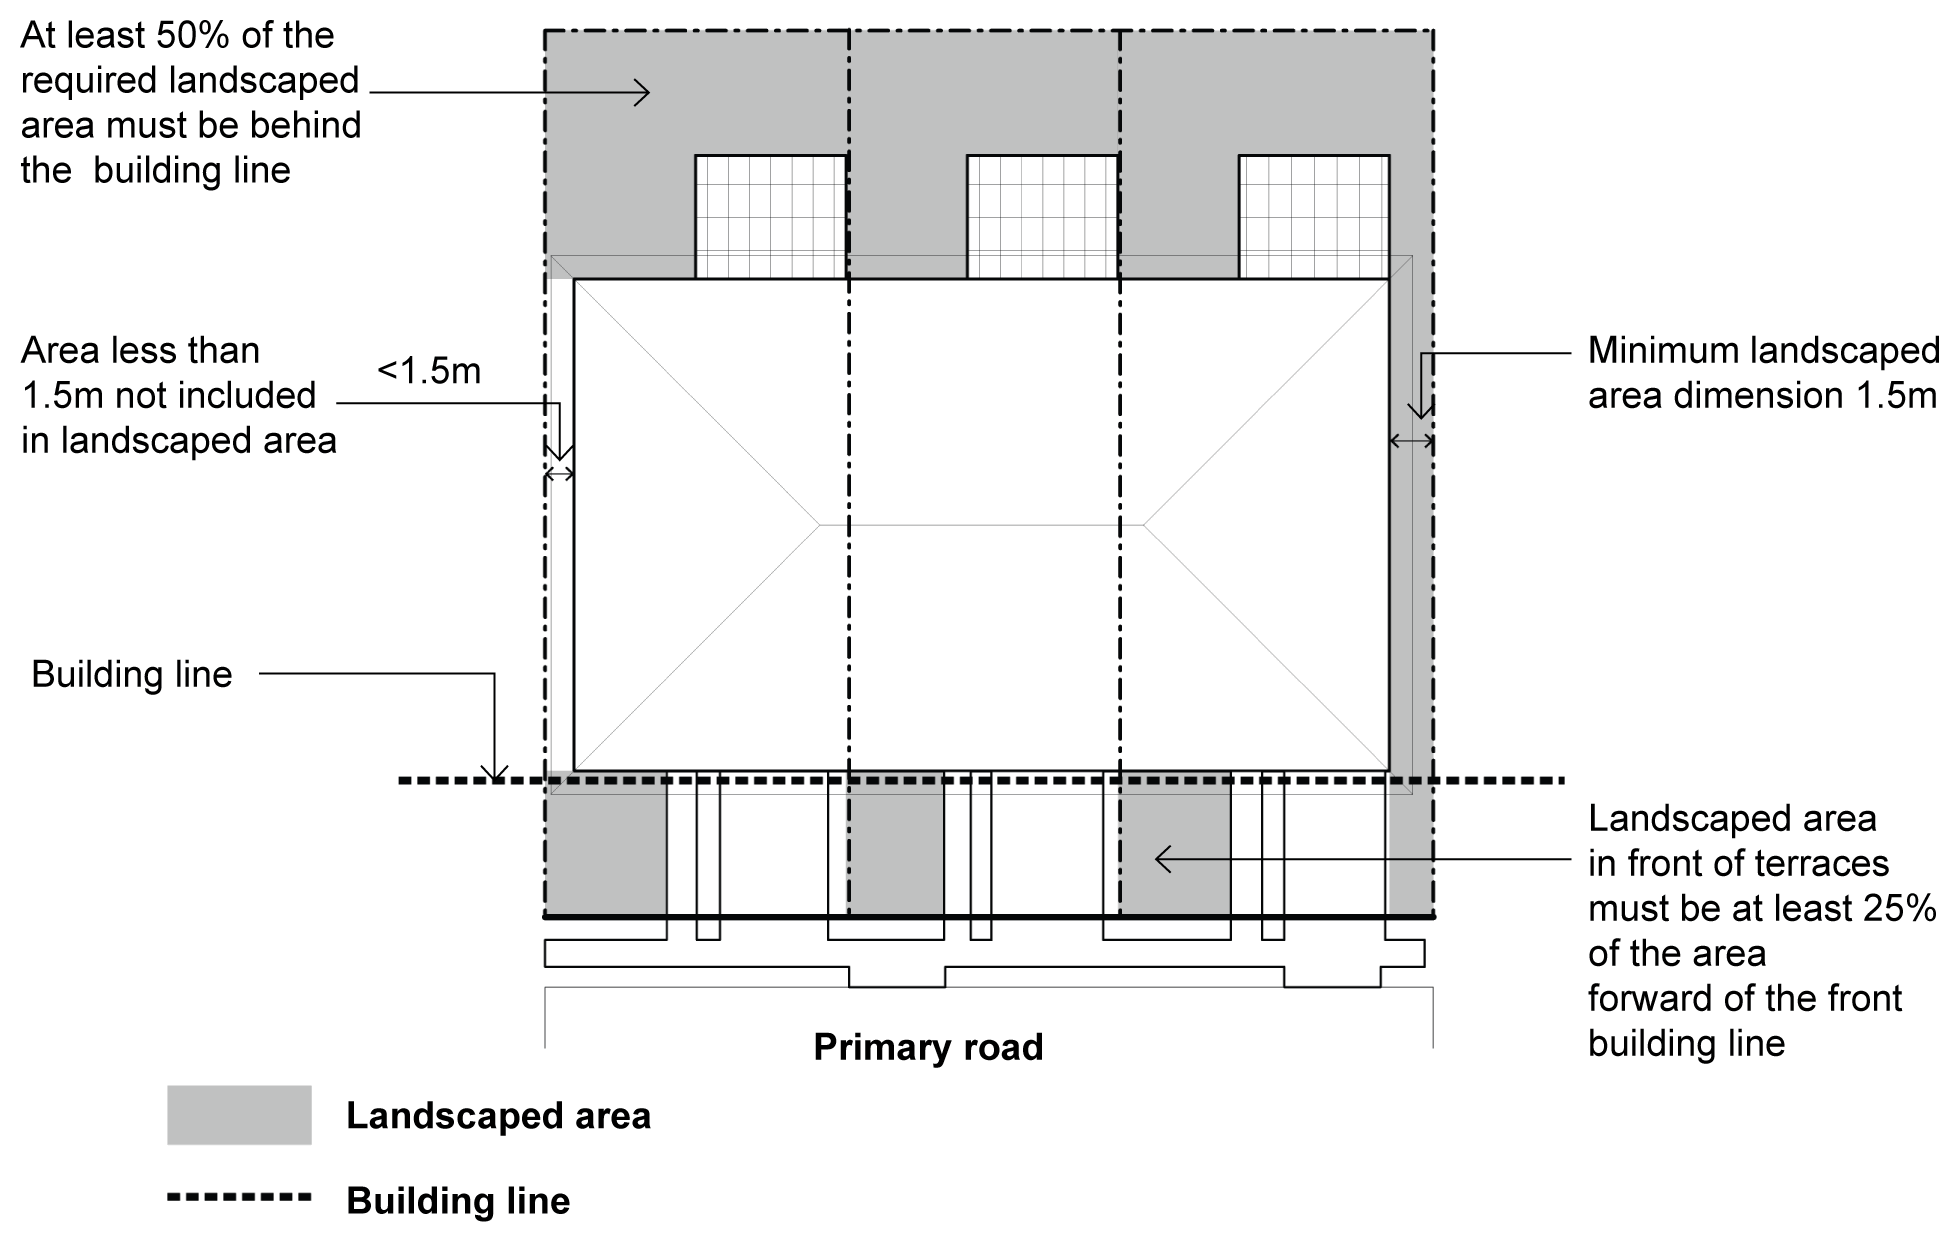 At least 50% of the
required landscaped
area must be behind
the  building line
Area less than
1.5m not included
in landscaped area
<1.5m
Minimum landscaped
area dimension 1.5m
Building line
Landscaped area
in front of terraces
must be at least 25%
of the area
forward of the front
building line
Primary road
Landscaped area
Building line